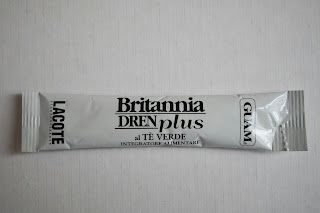 LACOTE
Britannia
DREN plus
al TÈ VERDE
INTEGRATORE ALIMENTARE
GUAM